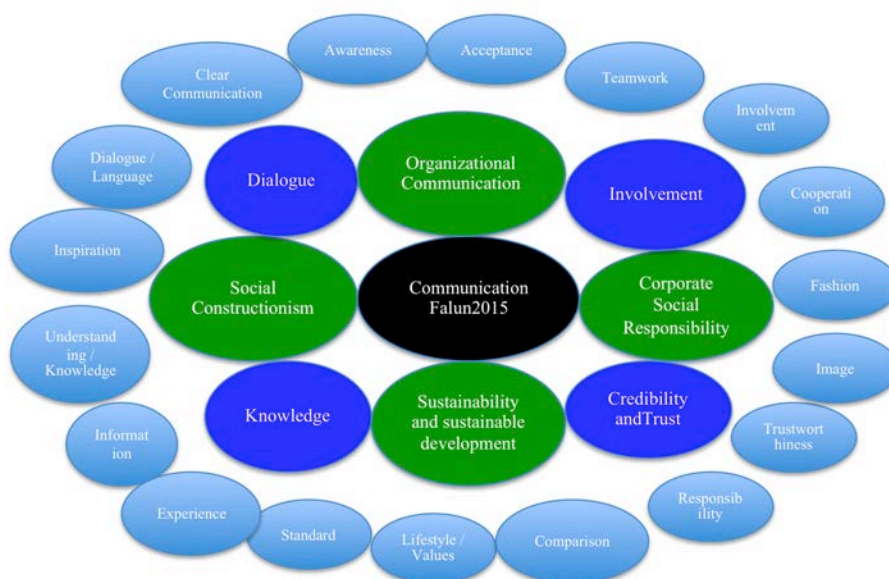 Awareness
Acceptance
Clear
Communication
Teamwork
Involvem
ent
Dialogue /
Language
Dialogue
Organizational
Communication
Involvement
Cooperati
on
Inspiration
Social
Constructionism
Communication
Falun2015
Corporate
Social
Responsibility
Fashion
Understand
ing /
Knowledge
Image
Knowledge
Sustainability
and sustainable
development
Credibility
andTrust
Informat
ion
Trustwort
hiness
Experience
Standard
Lifestyle /
Values
Comparison
Responsib
ility